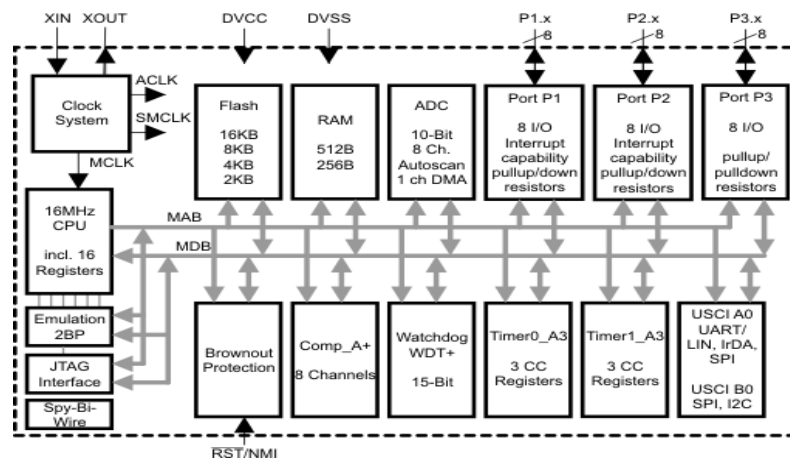 XIN XOUT DVCC DVSS P1.x P2.x P3.x
8 8 8
Clock
System
ACLK
SMCLK
MCLK
Flash
16KB
8KB
4KB
2KB
RAM
512B
256B
ADC
10-Bit
8 Ch.
Autoscan
1 ch DMA
Port P1
8 I/O
Interrupt
capability
pullup/down
resistors
Port P2
8 I/O
Interrupt
capability
pullup/down
resistors
Port P3
8 I/O
pullup/
pulldown
resistors
16MHz
CPU
incl. 16
Registers
MAB
MDB
Emulation
2BP
JTAG
Interface
Spy-Bi-
Wire
Brownout
Protection
Comp_A+
8 Channels
Watchdog
WDT+
15-Bit
Timer0_A3
3 CC
Registers
Timer1_A3
3 CC
Registers
USCI A0
UART/
LIN, IrDA,
SPI
USCI B0
SPI, I2C
RST/NMI